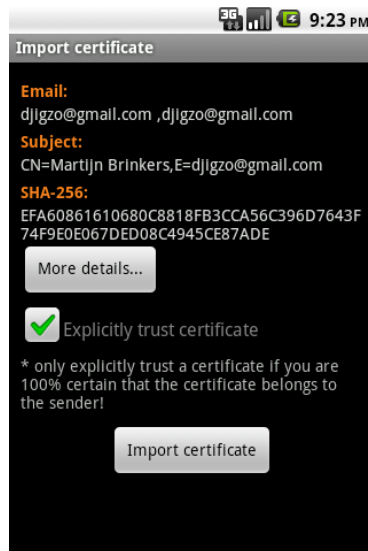 3G 9:23 PM
Import certificate
Email:
djigzo@gmail.com ,djigzo@gmail.com
Subject:
CN=Martijn Brinkers,E=djigzo@gmail.com
SHA-256:
EFA60861610680C8818FB3CCA56C396D7643F
74F9E0E067DED08C4945CE87ADE
More details...
Explicitly trust certificate
* only explicitly trust a certificate if you are
100% certain that the certificate belongs to
the sender!
Import certificate